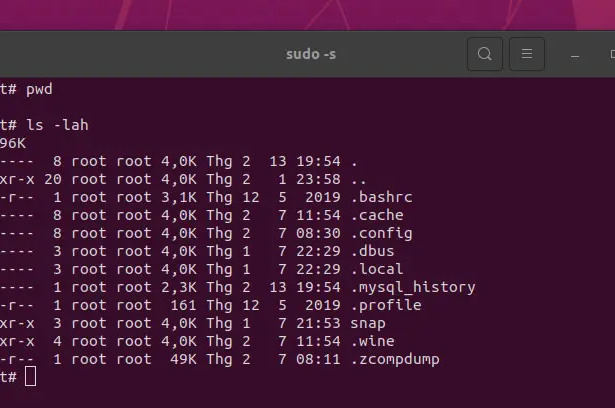 sudo -s
t# pwd
t# ls -lah
96K
---- 8 root root 4,0K Thg 2 13 19:54 .
xr-x 20 root root 4,0K Thg 2 1 23:58 ..
-r-- 1 root root 3,1K Thg 12 5 2019 .bashrc
---- 8 root root 4,0K Thg 2 7 11:54 .cache
---- 8 root root 4,0K Thg 2 7 08:30 .config
---- 3 root root 4,0K Thg 1 7 22:29 .dbus
---- 3 root root 4,0K Thg 1 7 22:29 .local
---- 1 root root 2,3K Thg 2 13 19:54 .mysql_history
-r-- 1 root root 161 Thg 12 5 2019 .profile
xr-x 3 root root 4,0K Thg 1 7 21:53 snap
xr-x 4 root root 4,0K Thg 2 7 11:54 .wine
-r-- 1 root root 49K Thg 2 7 08:11 .zcompdump
t#